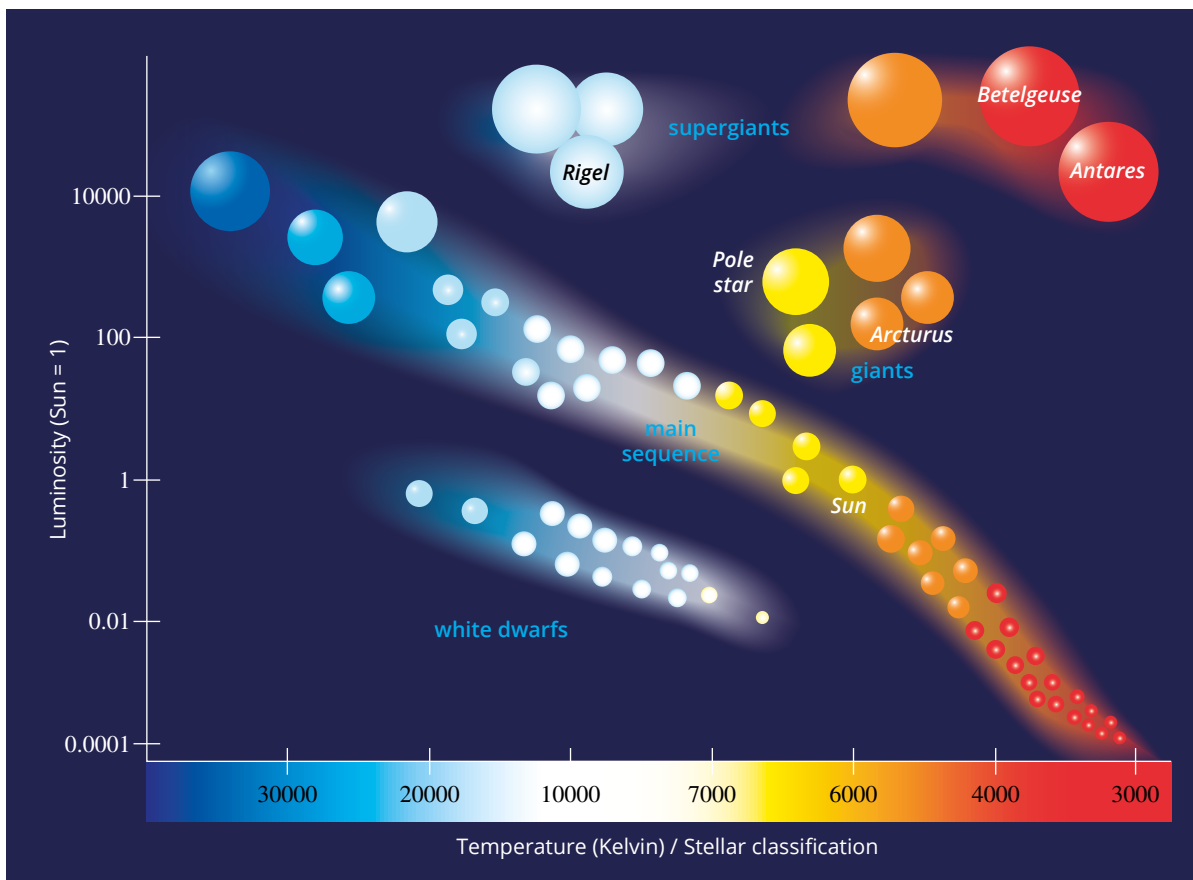 Betelgeuse
supergiants
Rigel
Antares
10000
Pole
star
100
Arcturus
giants
main
sequence
1
Sun
0.01
white dwarfs
0.0001
Luminosity (Sun = 1)
30000 20000 10000 7000 6000 4000 3000
Temperature (Kelvin) / Stellar classification